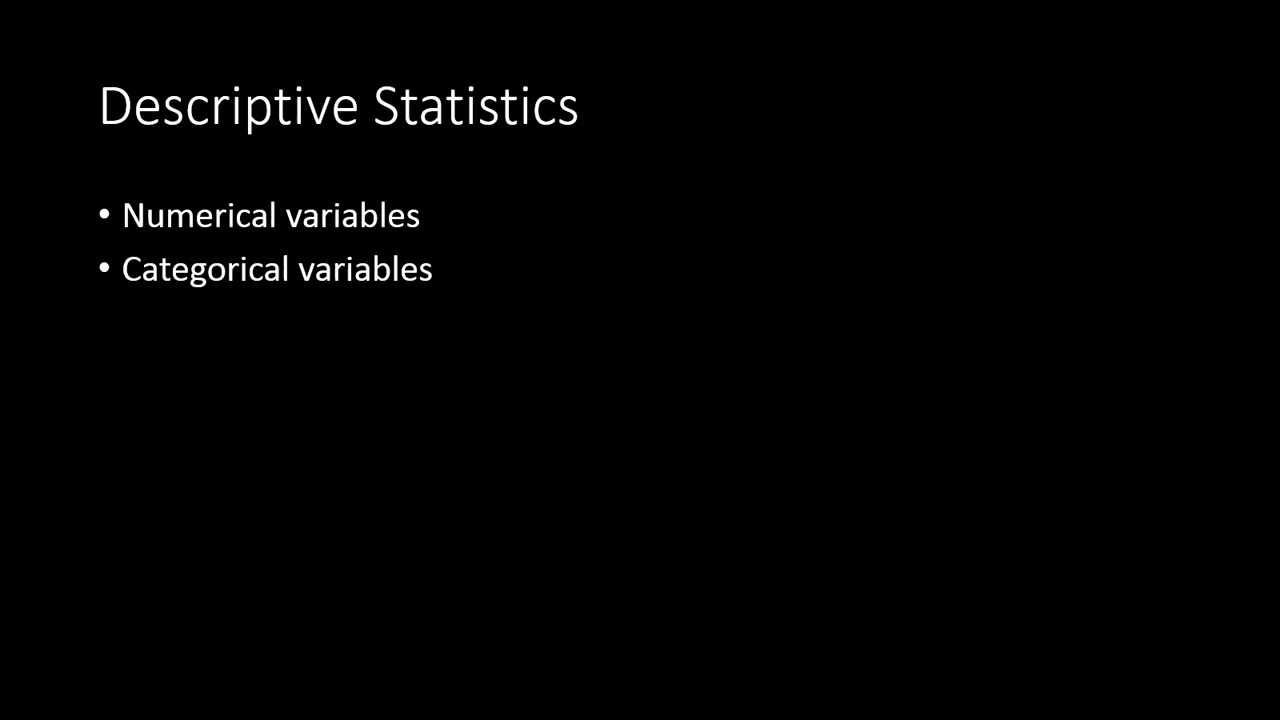 Descriptive Statistics
• Numerical variables
• Categorical variables